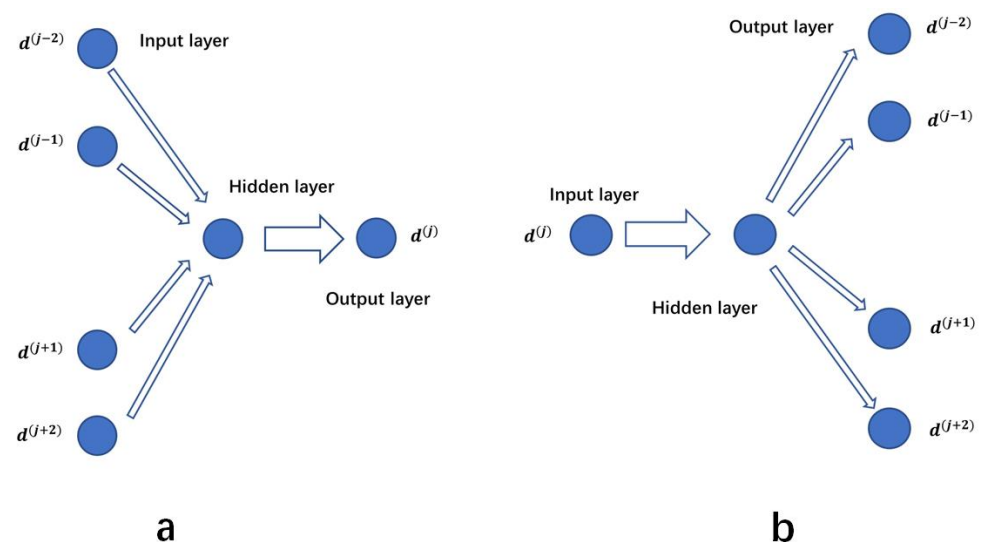 d^(j−2)
Input layer
d^(j−1)
Hidden layer
d^(j)
Output layer
d^(j+1)
d^(j+2)
a
Output layer
d^(j−2)
d^(j−1)
Input layer
d^(j)
Hidden layer
d^(j+1)
d^(j+2)
b